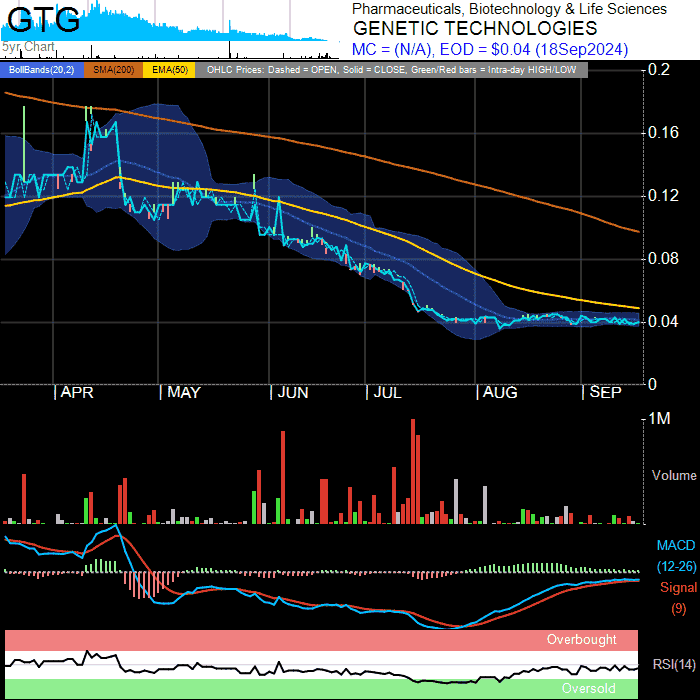 GTG
5yr Chart
Pharmaceuticals, Biotechnology & Life Sciences
GENETIC TECHNOLOGIES
MC = (N/A), EOD = $0.04 (18Sep2024)
BollBands(20,2) SMA(200) EMA(50) OHLC Prices: Dashed = OPEN, Solid = CLOSE, Green/Red bars = Intra-day HIGH/LOW
0.2
0.16
0.12
0.08
0.04
0
APR MAY JUN JUL AUG SEP
1M
Volume
MACD
(12-26)
Signal
(9)
Overbought
RSI(14)
Oversold